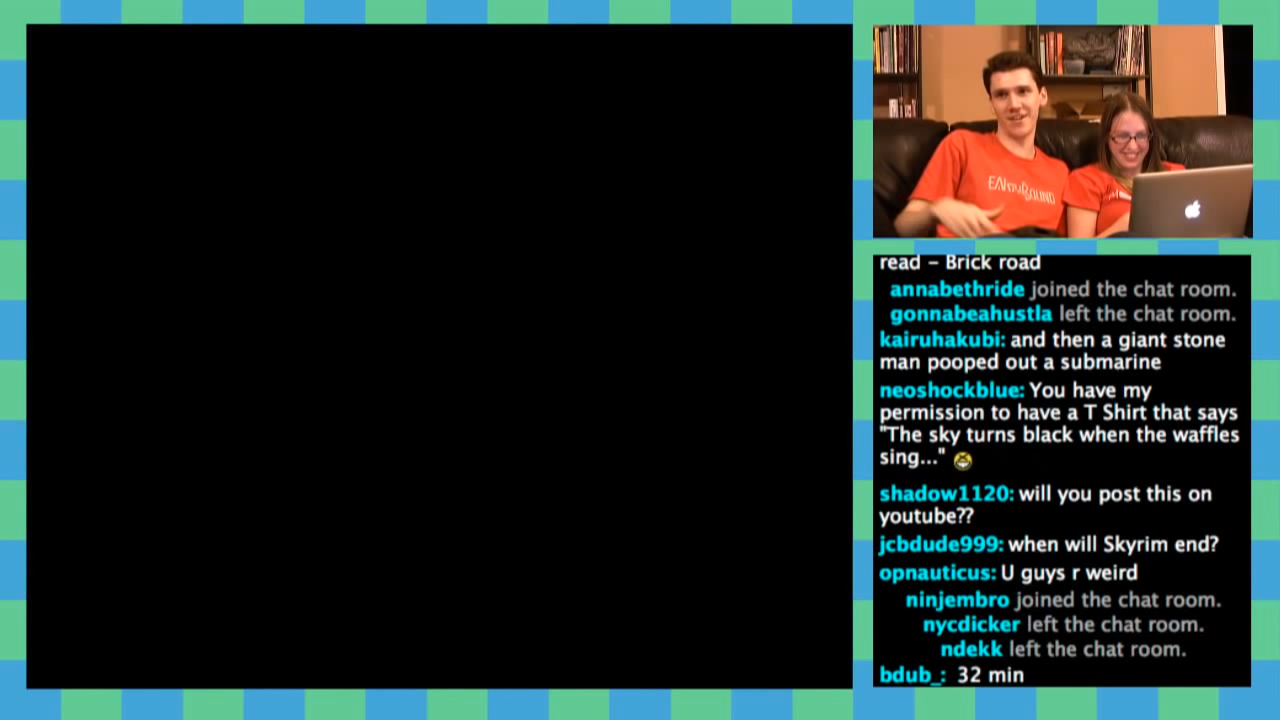 EARTHBOUND
read - Brick road
annabethride joined the chat room.
gonnabeahustla left the chat room.
kairuhakubi: and then a giant stone
man pooped out a submarine
neoshockblue: You have my
permission to have a T Shirt that says
"The sky turns black when the waffles
sing..."
shadow1120: will you post this on
youtube??
jcbdude999: when will Skyrim end?
opnauticus: U guys r weird
ninjembro joined the chat room.
nycdicker left the chat room.
ndekk left the chat room.
bdub_: 32 min